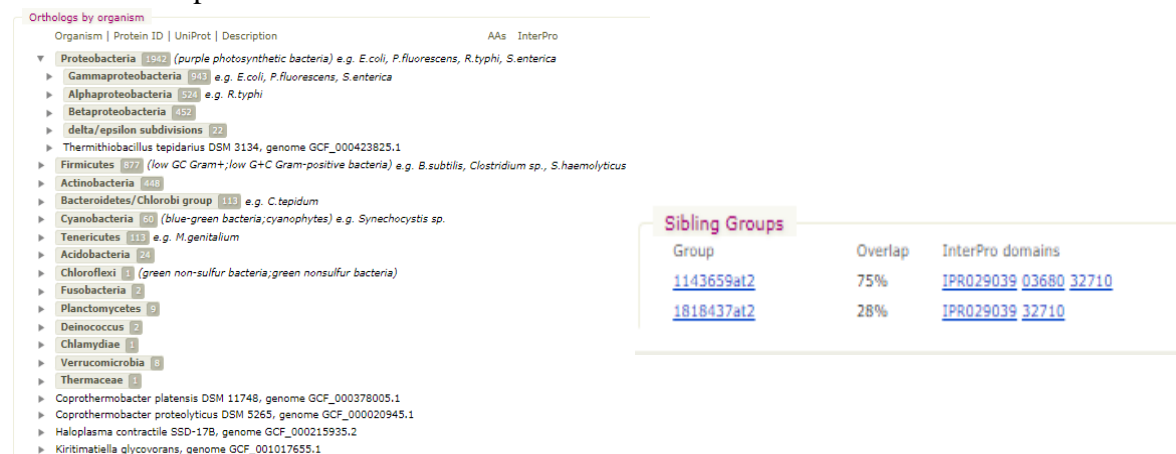 Orthologs by organism
Organism | Protein ID | UniProt | Description AAs InterPro
Proteobacteria 1942 (purple photosynthetic bacteria) e.g. E.coli, P.fluorescens, R.typhi, S.enterica
Gammaproteobacteria 943 e.g. E.coli, P.fluorescens, S.enterica
Alphaproteobacteria 524 e.g. R.typhi
Betaproteobacteria 452
delta/epsilon subdivisions 22
Thermithiobacillus tepidarius DSM 3134, genome GCF_000423825.1
Firmicutes 877 (low GC Gram+;low G+C Gram-positive bacteria) e.g. B.subtilis, Clostridium sp., S.haemolyticus
Actinobacteria 448
Bacteroidetes/Chlorobi group 113 e.g. C.tepidum
Cyanobacteria 60 (blue-green bacteria;cyanophytes) e.g. Synechocystis sp.
Tenericutes 113 e.g. M.genitalium
Acidobacteria 24
Chloroflexi 1 (green non-sulfur bacteria;green nonsulfur bacteria)
Fusobacteria 2
Planctomycetes 9
Deinococcus 2
Chlamydiae 1
Verrucomicrobia 8
Thermaceae 1
Coprothermobacter platensis DSM 11748, genome GCF_000378005.1
Coprothermobacter proteolyticus DSM 5265, genome GCF_000020945.1
Haloplasma contractile SSD-17B, genome GCF_000215935.2
Kiritimatiella glycovorans, genome GCF_001017655.1
Sibling Groups
Group Overlap InterPro domains
1143659at2 75% IPR029039 03680 32710
1818437at2 28% IPR029039 32710